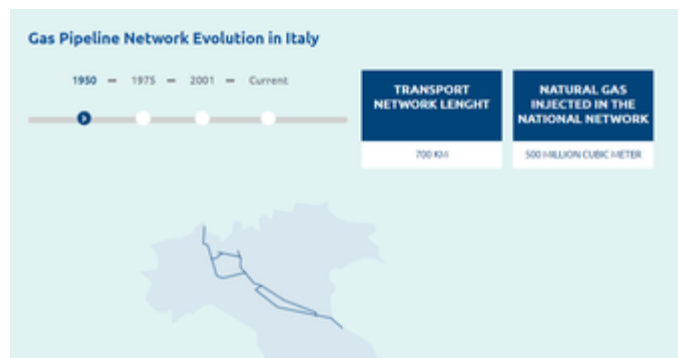 Gas Pipeline Network Evolution in Italy
1950 – 1975 – 2001 – Current
TRANSPORT
NETWORK LENGHT
700 KM
NATURAL GAS
INJECTED IN THE
NATIONAL NETWORK
500 MILLION CUBIC METER